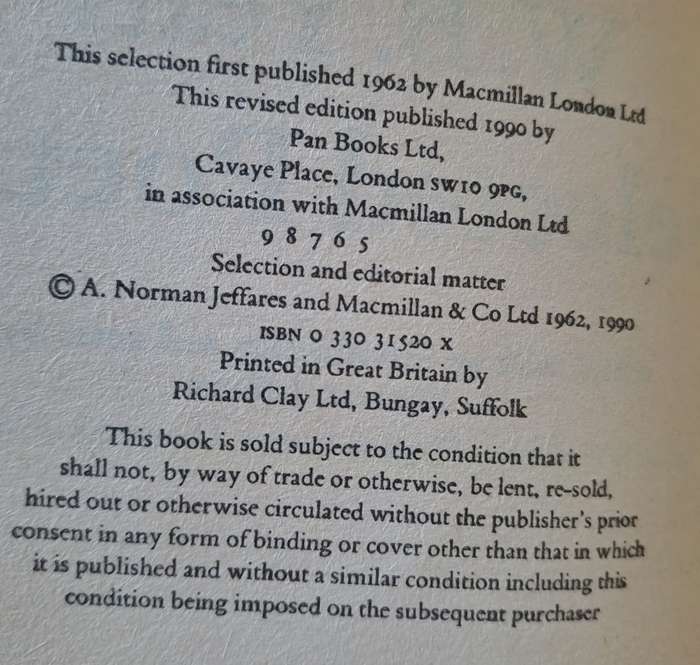 This selection first published 1962 by Macmillan London Ltd
This revised edition published 1990 by
Pan Books Ltd,
Cavaye Place, London SW10 9PG,
in association with Macmillan London Ltd
9 8 7 6 5
Selection and editorial matter
© A. Norman Jeffares and Macmillan & Co Ltd 1962, 1990
ISBN 0 330 31520 X
Printed in Great Britain by
Richard Clay Ltd, Bungay, Suffolk
This book is sold subject to the condition that it
shall not, by way of trade or otherwise, be lent, re-sold,
hired out or otherwise circulated without the publisher's prior
consent in any form of binding or cover other than that in which
it is published and without a similar condition including this
condition being imposed on the subsequent purchaser